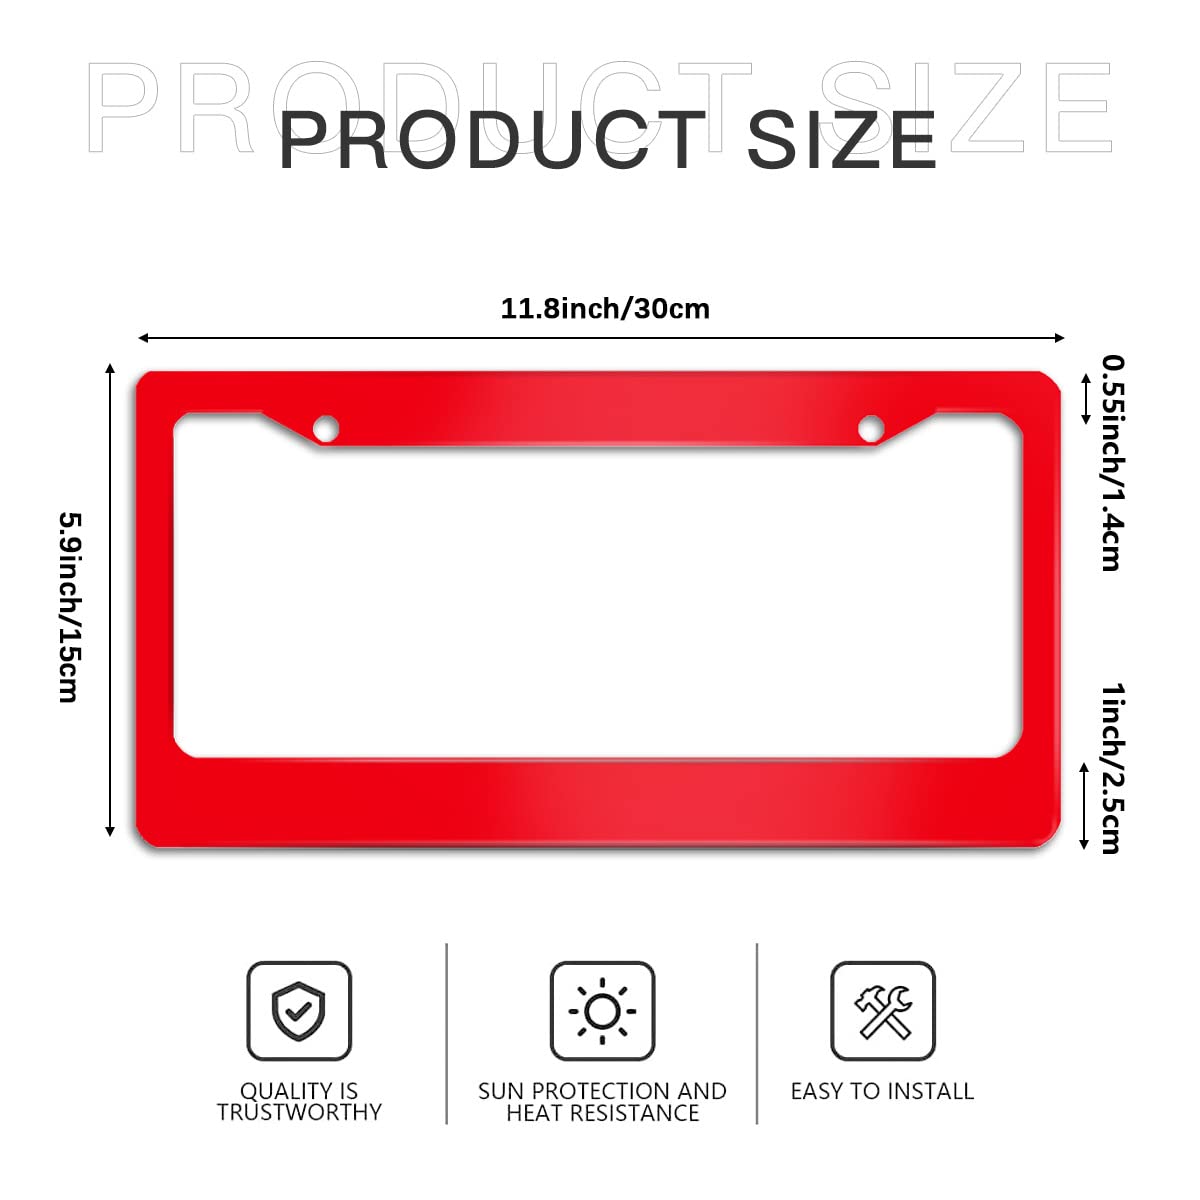 PRODUCT SIZE
PRODUCT SIZE
11.8inch/30cm
0.55inch/1.4cm
5.9inch/15cm
1inch/2.5cm
QUALITY IS
TRUSTWORTHY
SUN PROTECTION AND
HEAT RESISTANCE
EASY TO INSTALL